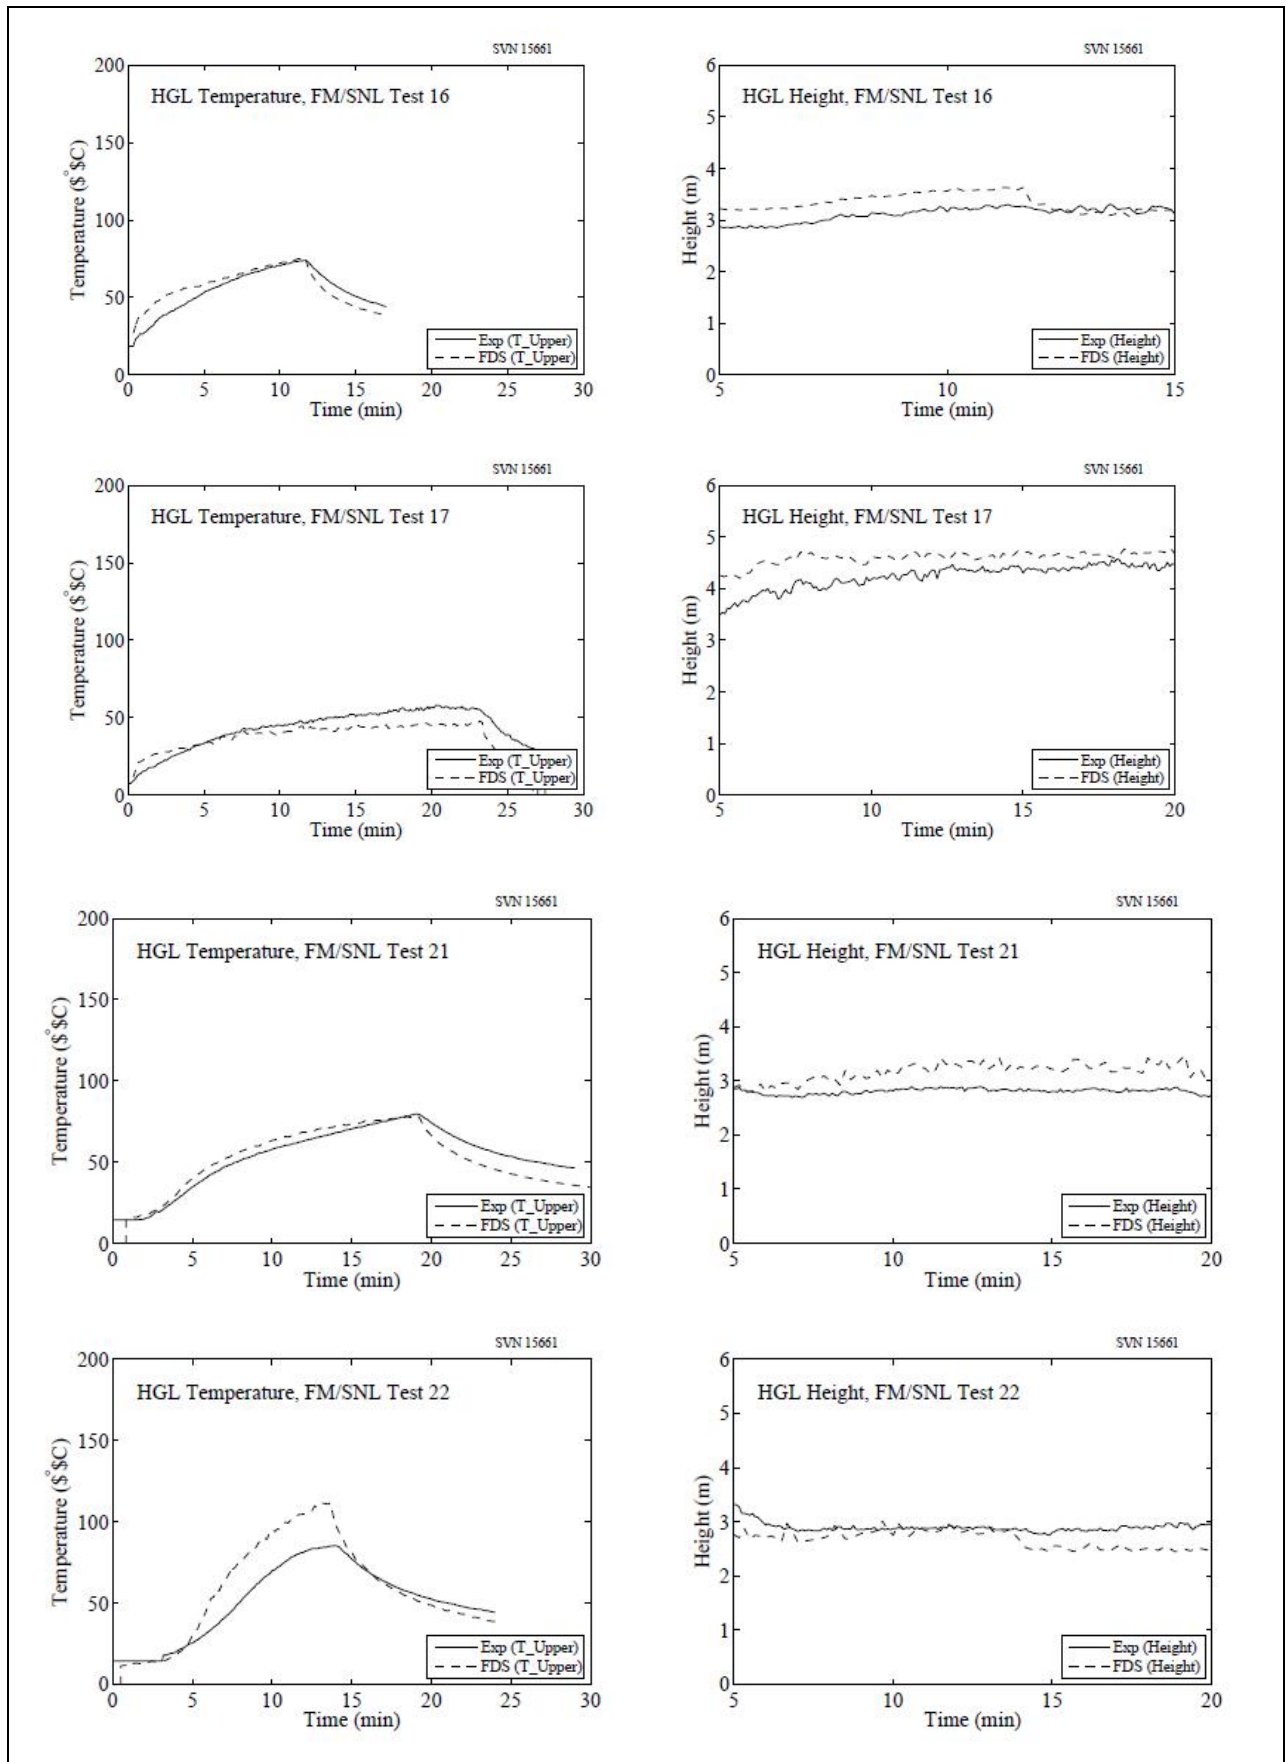 SVN 15661
HGL Temperature, FM/SNL Test 16
Temperature ($°$C)
200
150
100
50
0
0 5 10 15 20 25 30
Time (min)
Exp (T_Upper)
FDS (T_Upper)
SVN 15661
HGL Height, FM/SNL Test 16
Height (m)
6
5
4
3
2
1
0
5 10 15
Time (min)
Exp (Height)
FDS (Height)
SVN 15661
HGL Temperature, FM/SNL Test 17
Temperature ($°$C)
200
150
100
50
0
0 5 10 15 20 25 30
Time (min)
Exp (T_Upper)
FDS (T_Upper)
SVN 15661
HGL Height, FM/SNL Test 17
Height (m)
6
5
4
3
2
1
0
5 10 15 20
Time (min)
Exp (Height)
FDS (Height)
SVN 15661
HGL Temperature, FM/SNL Test 21
Temperature ($°$C)
200
150
100
50
0
0 5 10 15 20 25 30
Time (min)
Exp (T_Upper)
FDS (T_Upper)
SVN 15661
HGL Height, FM/SNL Test 21
Height (m)
6
5
4
3
2
1
0
5 10 15 20
Time (min)
Exp (Height)
FDS (Height)
SVN 15661
HGL Temperature, FM/SNL Test 22
Temperature ($°$C)
200
150
100
50
0
0 5 10 15 20 25 30
Time (min)
Exp (T_Upper)
FDS (T_Upper)
SVN 15661
HGL Height, FM/SNL Test 22
Height (m)
6
5
4
3
2
1
0
5 10 15 20
Time (min)
Exp (Height)
FDS (Height)